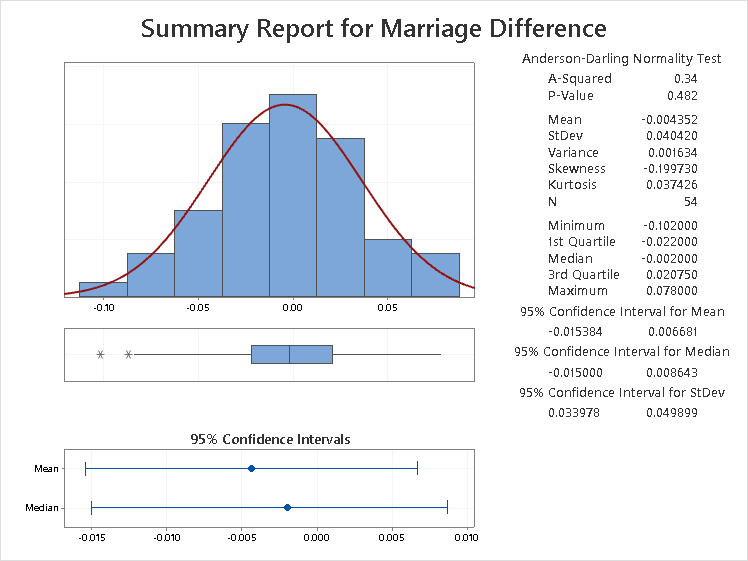 Summary Report for Marriage Difference
-0.10 -0.05 0.00 0.05
95% Confidence Intervals
Mean
Median
-0.015 -0.010 -0.005 0.000 0.005 0.010
Anderson-Darling Normality Test
A-Squared 0.34
P-Value 0.482
Mean -0.004352
StDev 0.040420
Variance 0.001634
Skewness -0.199730
Kurtosis 0.037426
N 54
Minimum -0.102000
1st Quartile -0.022000
Median -0.002000
3rd Quartile 0.020750
Maximum 0.078000
95% Confidence Interval for Mean
-0.015384 0.006681
95% Confidence Interval for Median
-0.015000 0.008643
95% Confidence Interval for StDev
0.033978 0.049899